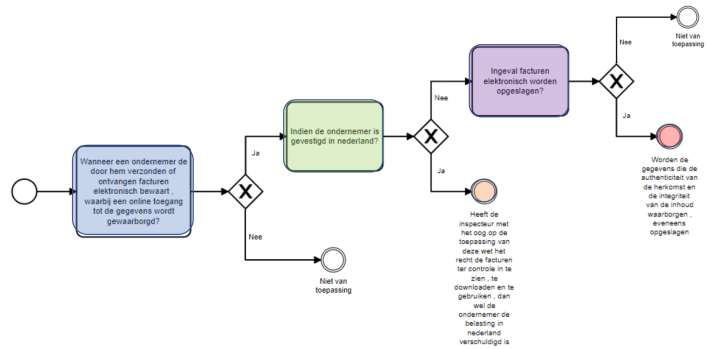 Wanneer een ondernemer de
door hem verzonden of
ontvangen facturen
elektronisch bewaart ,
waarbij een online toegang
tot de gegevens wordt
gewaarborgd?
Ja
Nee
Niet van
toepassing
Indien de ondernemer is
gevestigd in nederland?
Nee
Ja
Heeft de
inspecteur met
het oog op de
toepassing van
deze wet het
recht de facturen
ter controle in te
zien , te
downloaden en te
gebruiken , dan
wel de
ondernemer de
belasting in
nederland
verschuldigd is
Ingeval facturen
elektronisch worden
opgeslagen?
Nee
Niet van
toepassing
Ja
Worden de
gegevens die de
authenticiteit van
de herkomst en
de integriteit
van de inhoud
waarborgen ,
eveneens
opgeslagen